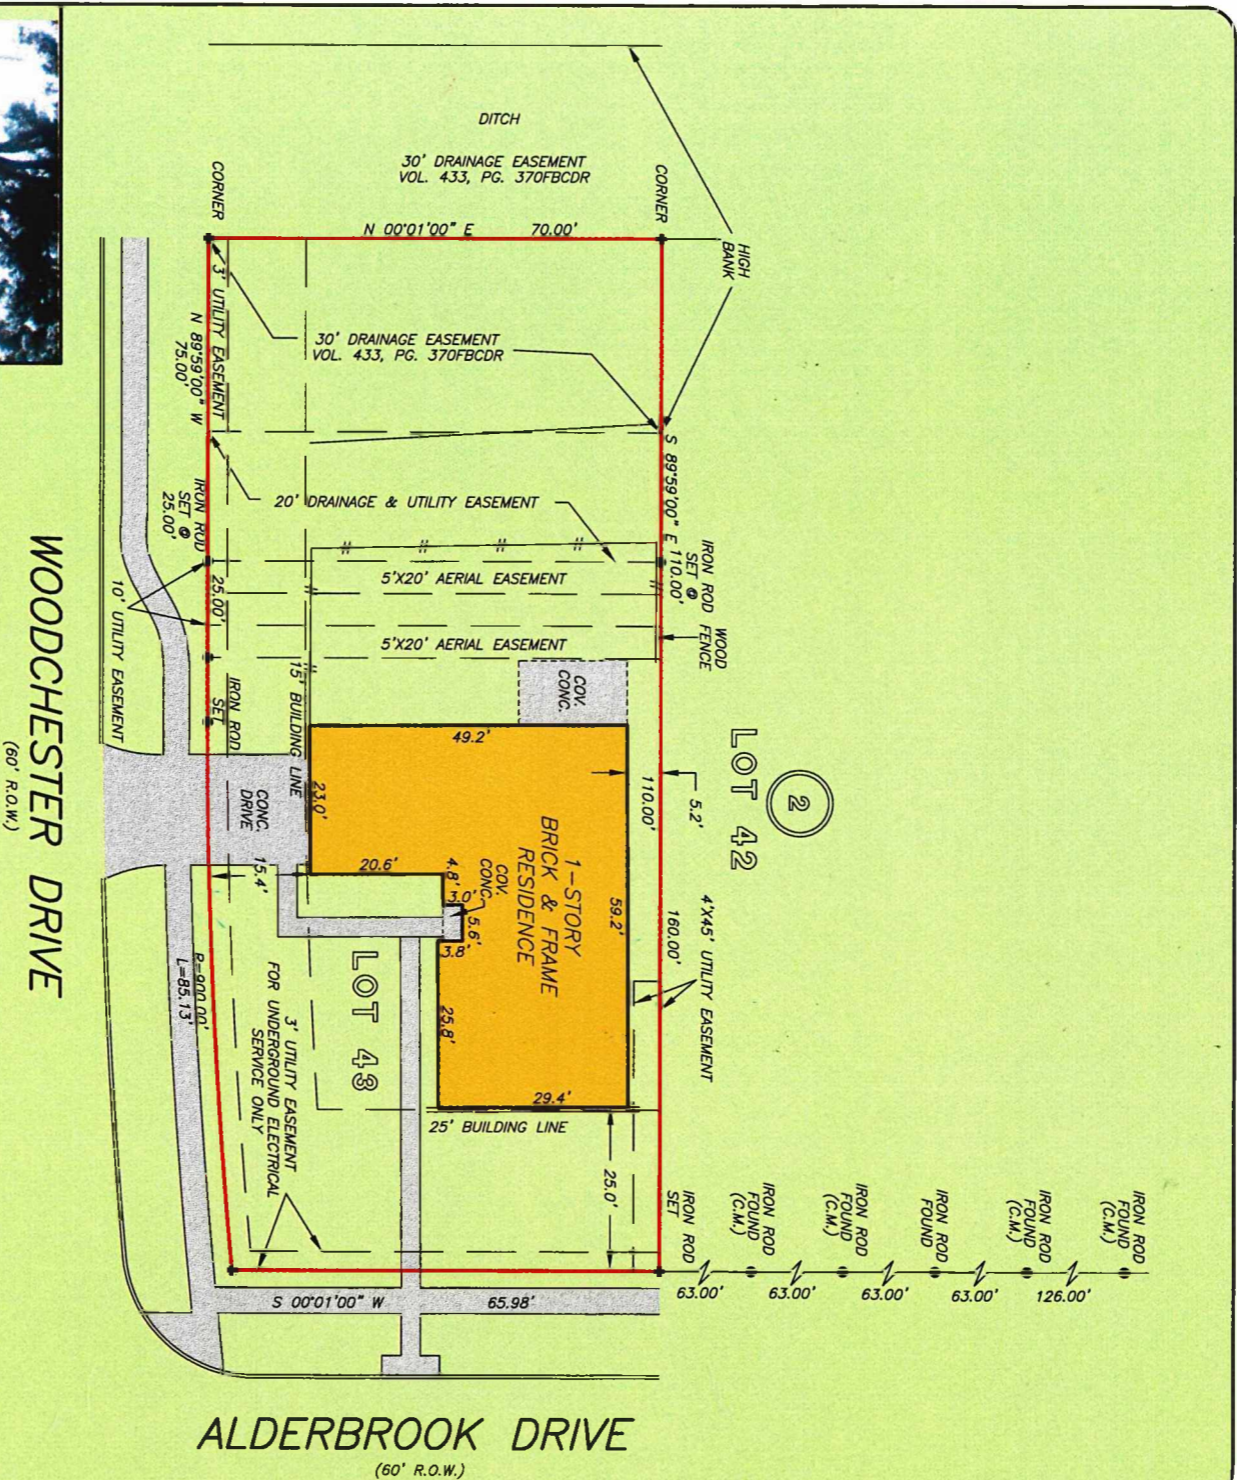 DITCH
30' DRAINAGE EASEMENT
VOL. 433, PG. 370FBCDR
CORNER
CORNER
N 00°01'00" E 70.00'
HIGH
BANK
3' UTILITY EASEMENT
N 89°59'00" W
75.00'
30' DRAINAGE EASEMENT
VOL. 433, PG. 370FBCDR
S 89°59'00" E 110.00'
20' DRAINAGE & UTILITY EASEMENT
IRON ROD
SET @
25.00'
IRON ROD
SET @
110.00'
5'X20' AERIAL EASEMENT
25.00'
WOOD
FENCE
5'X20' AERIAL EASEMENT
10' UTILITY EASEMENT
IRON ROD
SET
15' BUILDING LINE
COV.
CONC.
49.2'
LOT 42
2
5.2'
110.00'
23.0'
CONC.
DRIVE
15.4'
20.6'
4.8'
3.0'
COV.
CONC.
5.6'
3.8'
1-STORY
BRICK & FRAME
RESIDENCE
59.2'
160.00'
4'X45' UTILITY EASEMENT
LOT 43
25.8'
29.4'
25' BUILDING LINE
25.0'
R=900.00'
L=85.13'
3' UTILITY EASEMENT
FOR UNDERGROUND ELECTRICAL
SERVICE ONLY
IRON ROD
SET
IRON ROD
FOUND
(C.M.)
IRON ROD
FOUND
(C.M.)
IRON ROD
FOUND
IRON ROD
FOUND
(C.M.)
IRON ROD
FOUND
(C.M.)
63.00'
63.00'
63.00'
63.00'
126.00'
S 00°01'00" W 65.98'
WOODCHESTER DRIVE
(60' R.O.W.)
ALDERBROOK DRIVE
(60' R.O.W.)